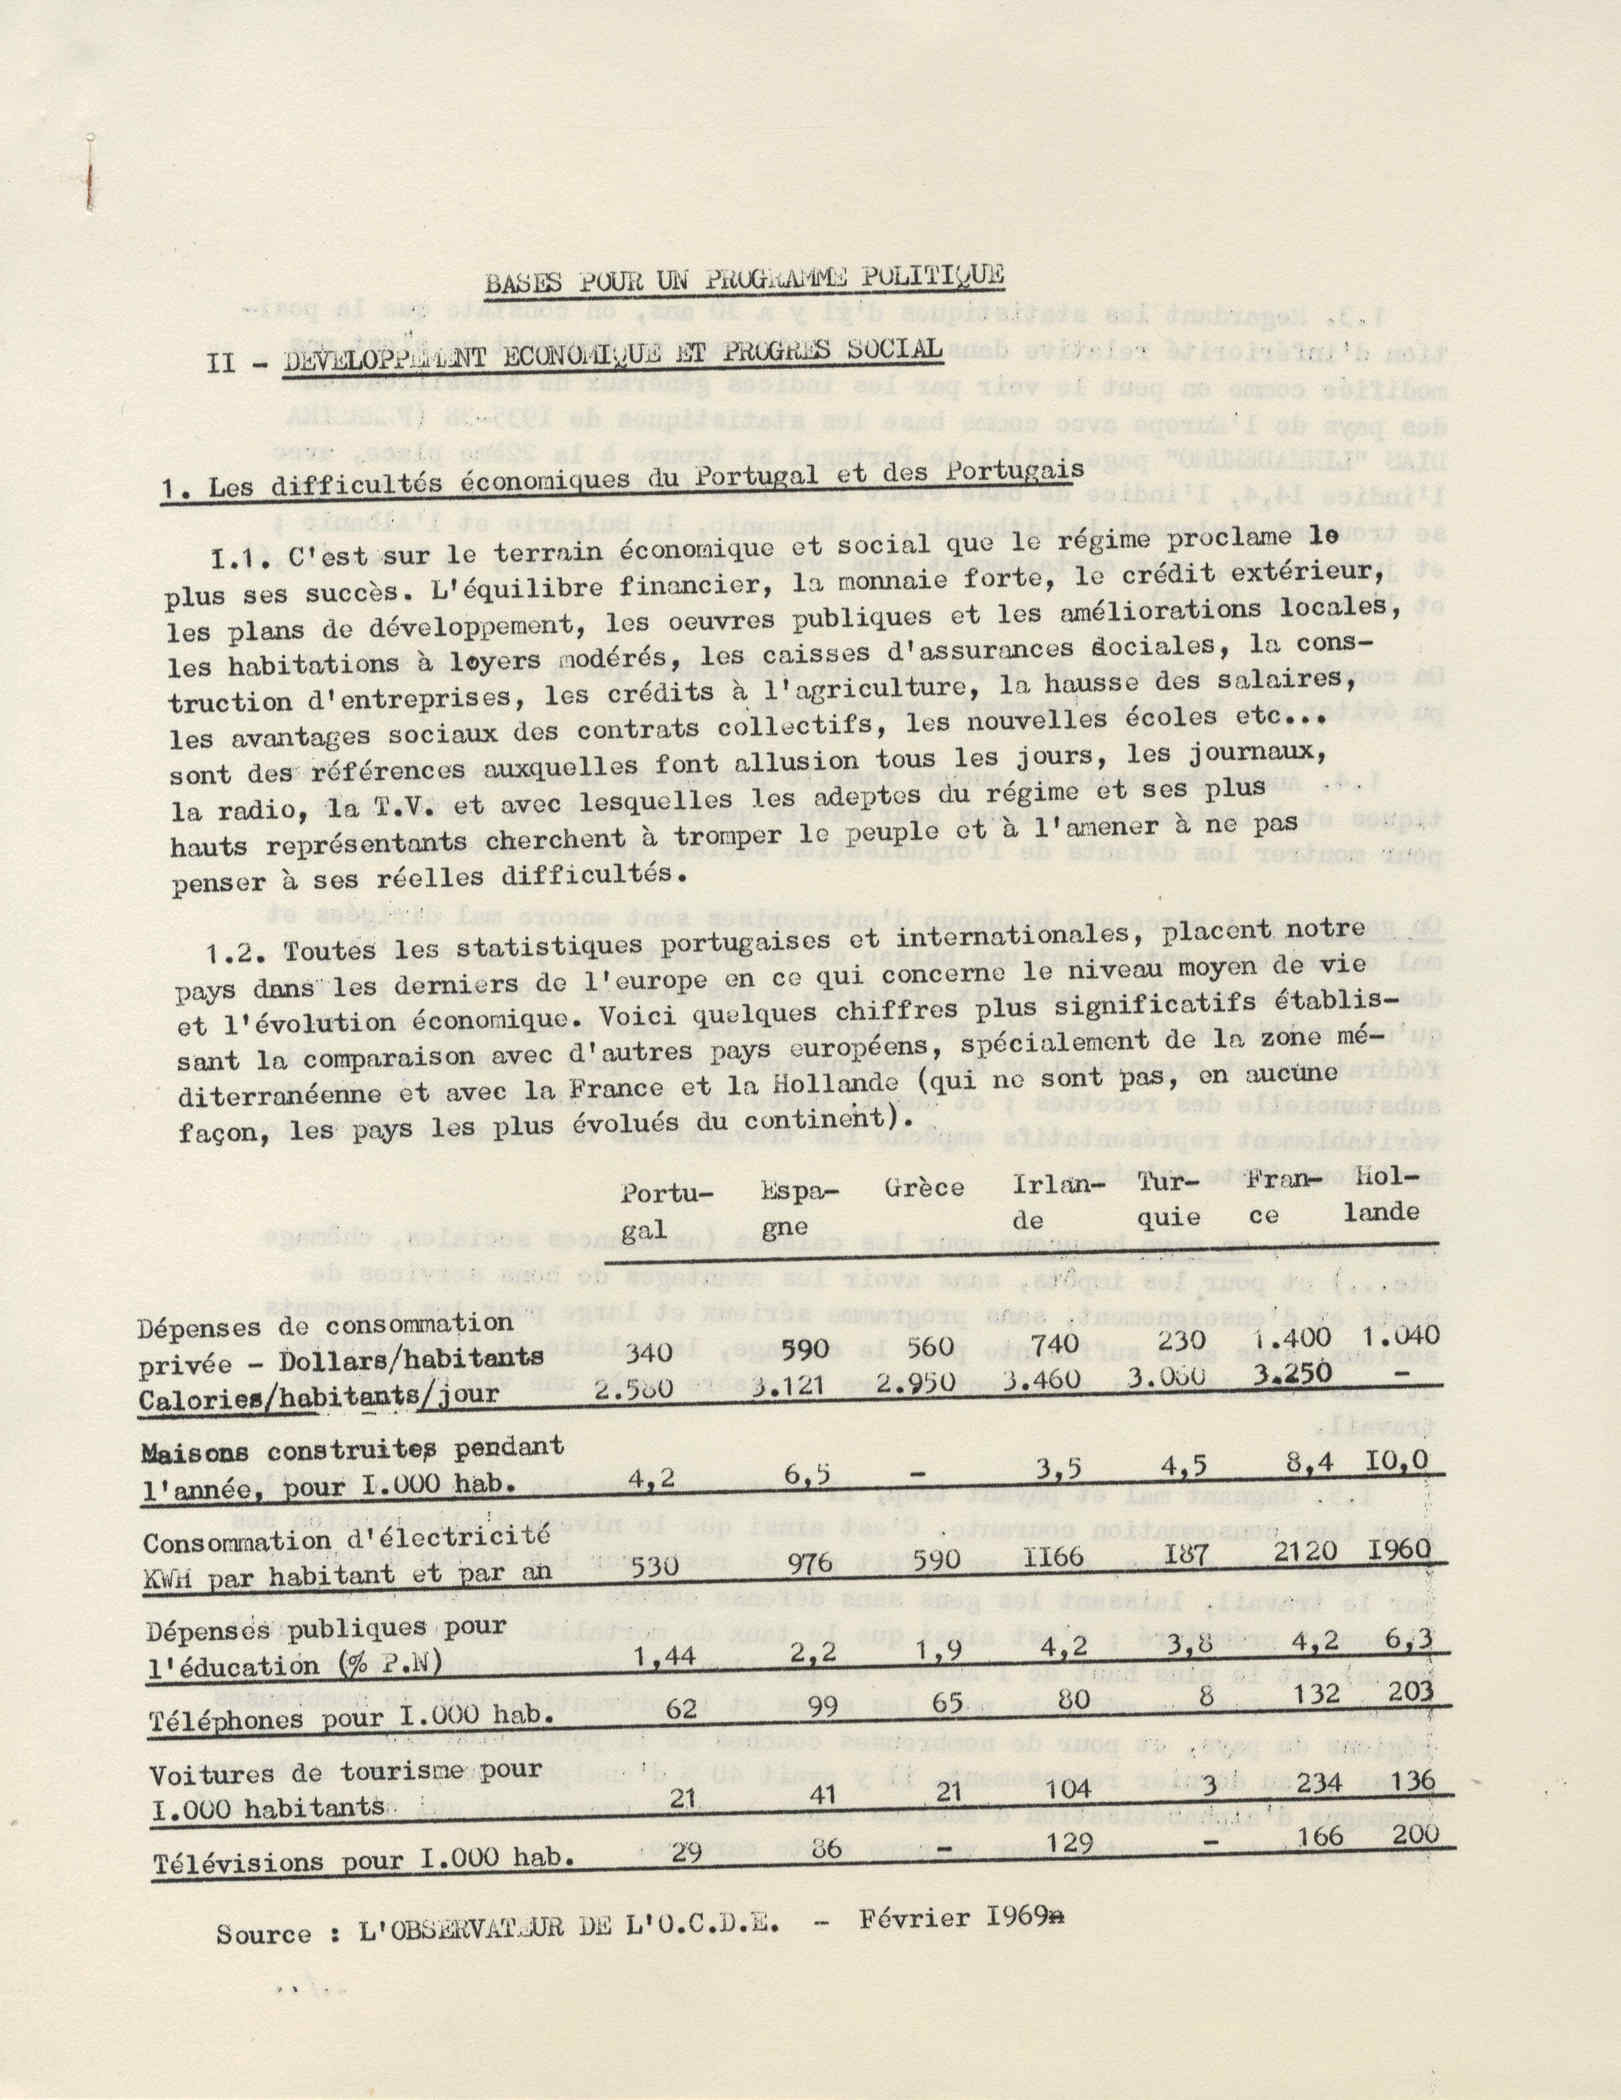 BASES POUR UN PROGRAMME POLITIQUE
II - DEVELOPPEMENT ECONOMIQUE ET PROGRES SOCIAL
1. Les difficultés économiques du Portugal et des Portugais
I.1. C'est sur le terrain économique et social que le régime proclame le
plus ses succès. L'équilibre financier, la monnaie forte, le crédit extérieur,
les plans de développement, les oeuvres publiques et les améliorations locales,
les habitations à loyers modérés, les caisses d'assurances sociales, la cons-
truction d'entreprises, les crédits à l'agriculture, la hausse des salaires,
les avantages sociaux des contrats collectifs, les nouvelles écoles etc...
sont des références auxquelles font allusion tous les jours, les journaux,
la radio, la T.V. et avec lesquelles les adeptes du régime et ses plus
hauts représentants cherchent à tromper le peuple et à l'amener à ne pas
penser à ses réelles difficultés.
1.2. Toutes les statistiques portugaises et internationales, placent notre
pays dans les derniers de l'europe en ce qui concerne le niveau moyen de vie
et l'évolution économique. Voici quelques chiffres plus significatifs établis-
sant la comparaison avec d'autres pays européens, spécialement de la zone mé-
diterranéenne et avec la France et la Hollande (qui ne sont pas, en aucune
façon, les pays les plus évolués du continent).
Portu- Espa- Grèce Irlan- Tur- Fran- Hol-
gal gne de quie ce lande
Dépenses de consommation
privée - Dollars/habitants 340 590 560 740 230 1.400 1.040
Calories/habitants/jour 2.580 3.121 2.950 3.460 3.080 3.250 -
Maisons construites pendant
l'année, pour I.000 hab. 4,2 6,5 - 3,5 4,5 8,4 I0,0
Consommation d'électricité
KWH par habitant et par an 530 976 590 II66 I87 2120 I960
Dépenses publiques pour
l'éducation (% P.N) 1,44 2,2 1,9 4,2 3,8 4,2 6,3
Téléphones pour I.000 hab. 62 99 65 80 8 132 203
Voitures de tourisme pour
I.000 habitants 21 41 21 104 3 234 136
Télévisions pour I.000 hab. 29 86 - 129 - 166 200
Source : L'OBSERVATEUR DE L'O.C.D.E. - Février I969